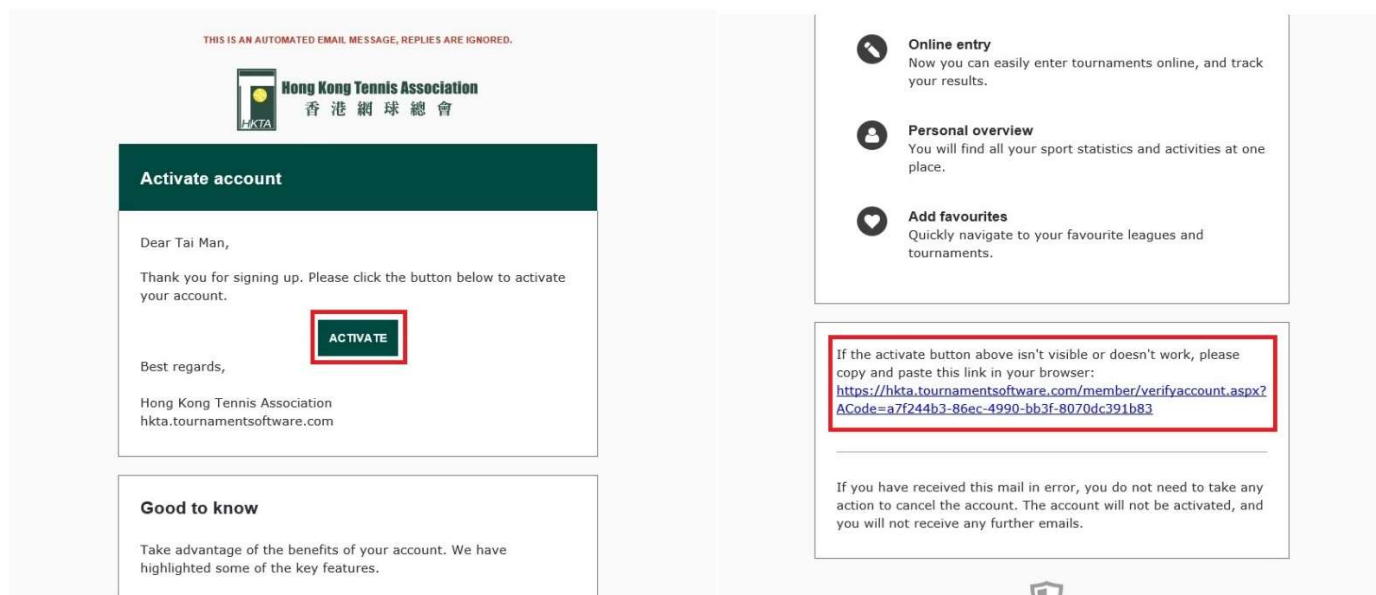 THIS IS AN AUTOMATED EMAIL MESSAGE, REPLIES ARE IGNORED.
HKTA
Hong Kong Tennis Association
香港網球總會
Activate account
Dear Tai Man,
Thank you for signing up. Please click the button below to activate
your account.
ACTIVATE
Best regards,
Hong Kong Tennis Association
hkta.tournamentsoftware.com
Good to know
Take advantage of the benefits of your account. We have
highlighted some of the key features.
Online entry
Now you can easily enter tournaments online, and track
your results.
Personal overview
You will find all your sport statistics and activities at one
place.
Add favourites
Quickly navigate to your favourite leagues and
tournaments.
If the activate button above isn't visible or doesn't work, please
copy and paste this link in your browser:
https://hkta.tournamentsoftware.com/member/verifyaccount.aspx?
ACode=a7f244b3-86ec-4990-bb3f-8070dc391b83
If you have received this mail in error, you do not need to take any
action to cancel the account. The account will not be activated, and
you will not receive any further emails.